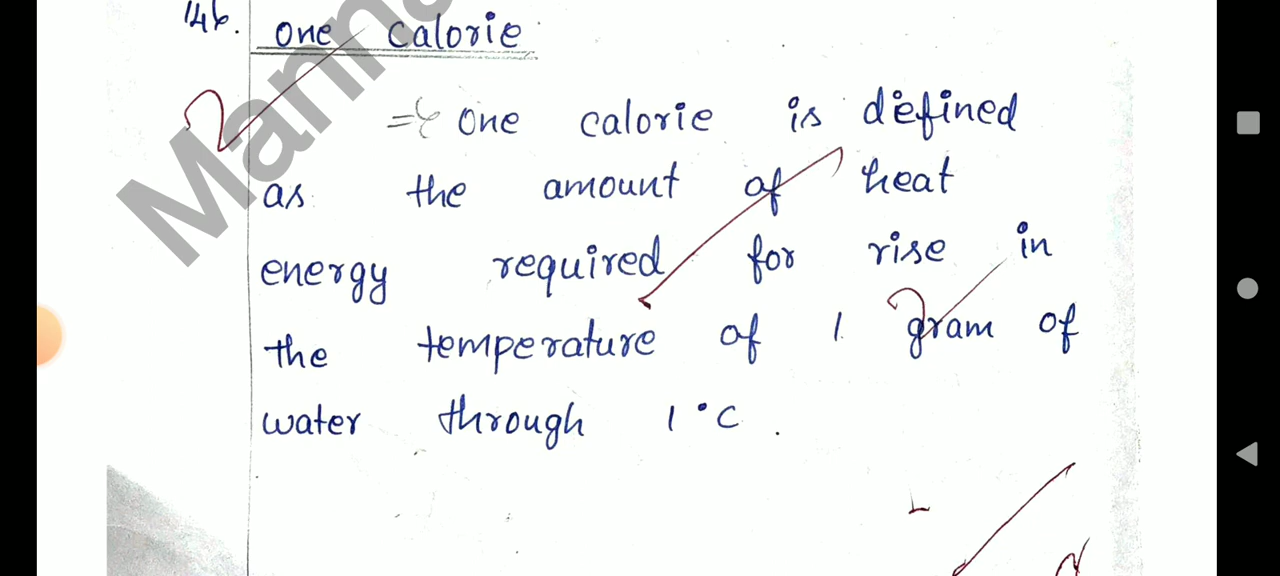 14b.
One calorie
=> One calorie is defined
as the amount of heat
energy required for rise in
the temperature of 1 gram of
water through 1°C.